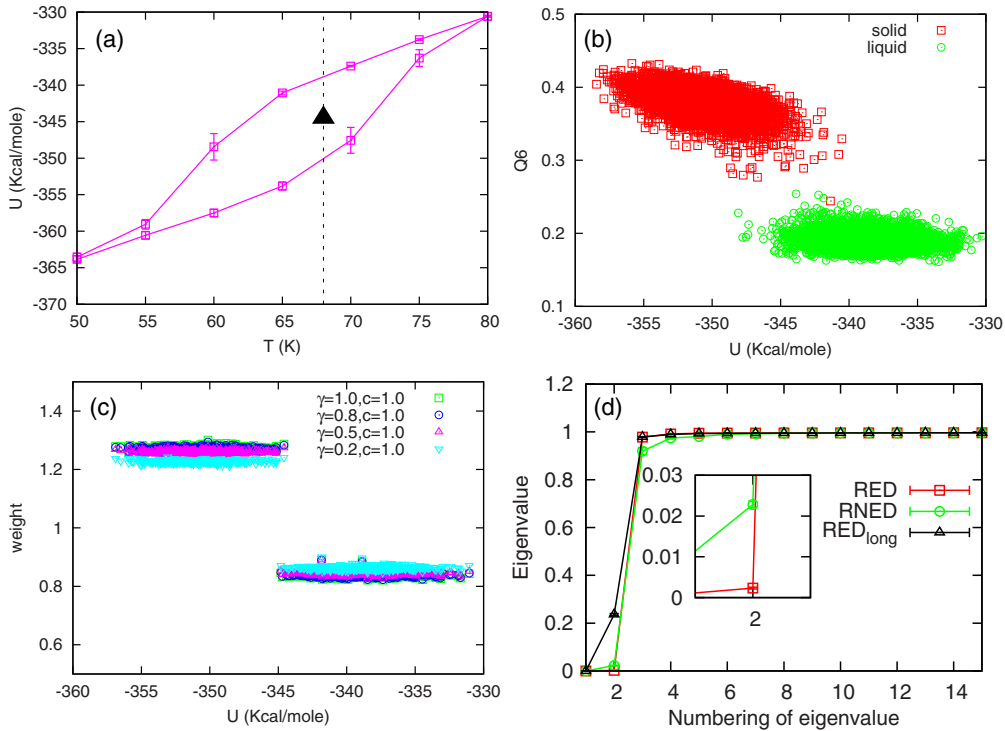 (a)
U (Kcal/mole)
-330
-335
-340
-345
-350
-355
-360
-365
-370
50 55 60 65 70 75 80
T (K)
(b)
solid
liquid
Q6
0.5
0.4
0.3
0.2
0.1
-360 -355 -350 -345 -340 -335 -330
U (Kcal/mole)
(c)
γ=1.0,c=1.0
γ=0.8,c=1.0
γ=0.5,c=1.0
γ=0.2,c=1.0
weight
1.4
1.2
1
0.8
0.6
-360 -355 -350 -345 -340 -335 -330
U (Kcal/mole)
(d)
Eigenvalue
1.2
1
0.8
0.6
0.4
0.2
0
0.03
0.02
0.01
0
2
RED
RNED
RED_long
2 4 6 8 10 12 14
Numbering of eigenvalue